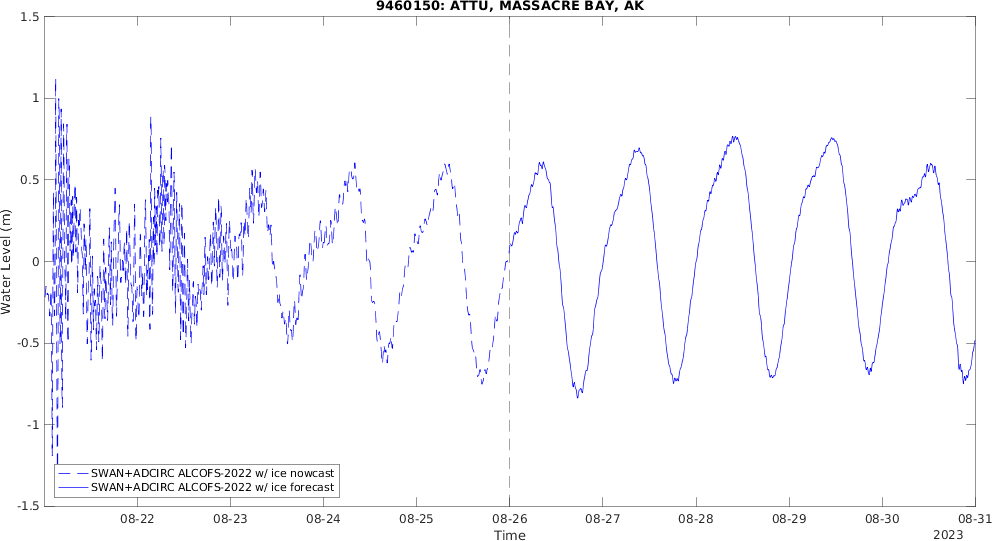 9460150: ATTU, MASSACRE BAY, AK
1.5
1
0.5
0
-0.5
-1
-1.5
Water Level (m)
SWAN+ADCIRC ALCOFS-2022 w/ ice nowcast
SWAN+ADCIRC ALCOFS-2022 w/ ice forecast
08-22 08-23 08-24 08-25 08-26 08-27 08-28 08-29 08-30 08-31
Time
2023